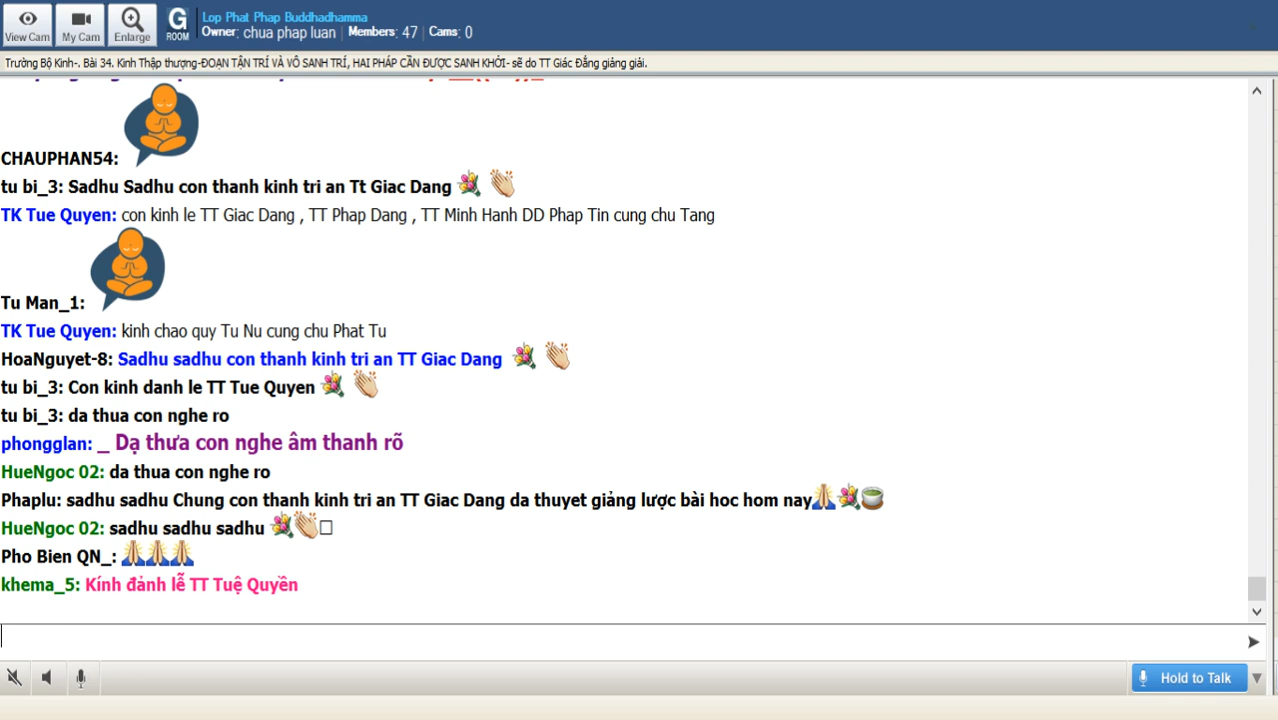 View Cam
My Cam
Enlarge
G
ROOM
Lop Phat Phap Buddhadhamma
Owner: chua phap luan | Members: 47 | Cams: 0
Trường Bộ Kinh-. Bài 34. Kinh Thập thượng-ĐOẠN TẬN TRÍ VÀ VÔ SANH TRÍ, HAI PHÁP CẦN ĐƯỢC SANH KHỞI- sẽ do TT Giác Đẳng giảng giải.
CHAUPHAN54:
tu bi_3: Sadhu Sadhu con thanh kinh tri an Tt Giac Dang
TK Tue Quyen: con kinh le TT Giac Dang , TT Phap Dang , TT Minh Hanh DD Phap Tin cung chu Tang
Tu Man_1:
TK Tue Quyen: kinh chao quy Tu Nu cung chu Phat Tu
HoaNguyet-8: Sadhu sadhu con thanh kinh tri an TT Giac Dang
tu bi_3: Con kinh danh le TT Tue Quyen
tu bi_3: da thua con nghe ro
phongglan: _ Dạ thưa con nghe âm thanh rõ
HueNgoc 02: da thua con nghe ro
Phaplu: sadhu sadhu Chung con thanh kinh tri an TT Giac Dang da thuyet giảng lược bài hoc hom nay
HueNgoc 02: sadhu sadhu sadhu
Pho Bien QN_:
khema_5: Kính đảnh lễ TT Tuệ Quyền
Hold to Talk